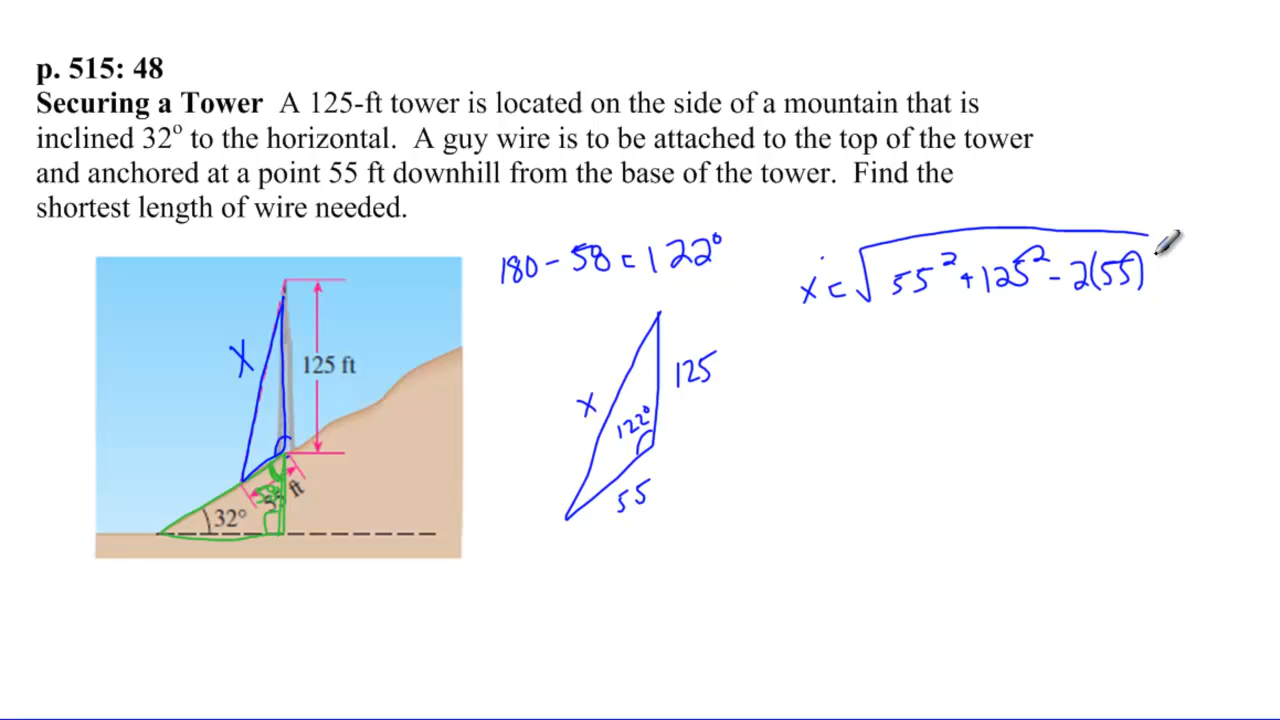 p. 515: 48
Securing a Tower A 125-ft tower is located on the side of a mountain that is
inclined 32° to the horizontal. A guy wire is to be attached to the top of the tower
and anchored at a point 55 ft downhill from the base of the tower. Find the
shortest length of wire needed.
180 - 58 = 122°
x = √55² + 125² - 2(55)
X
125 ft
x
125
122°
55
55 ft
32°